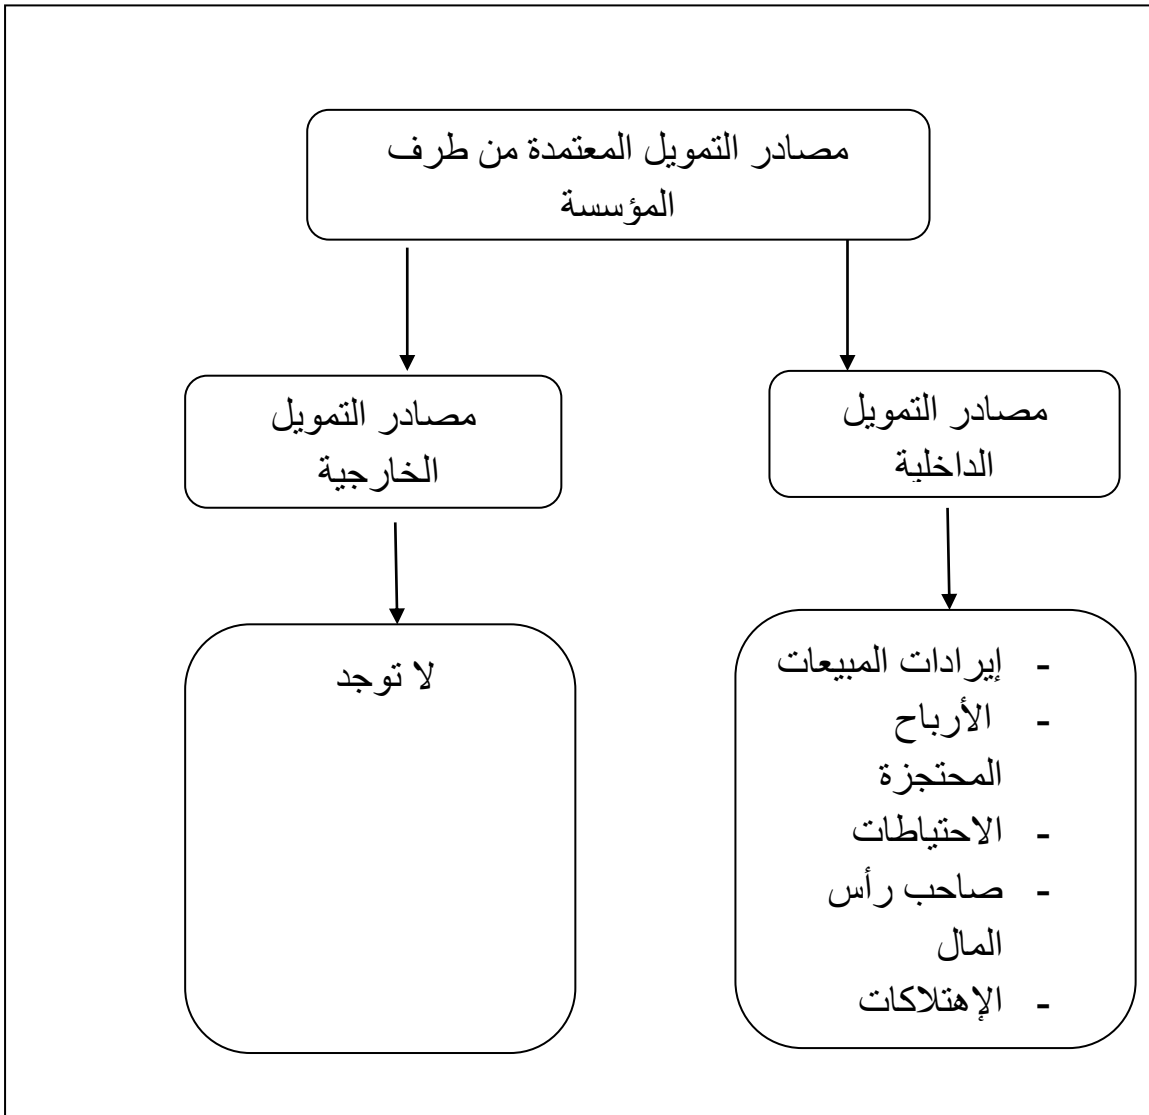 مصادر التمويل المعتمدة من طرف
المؤسسة
مصادر التمويل
الداخلية
مصادر التمويل
الخارجية
- إيرادات المبيعات
- الأرباح
المحتجزة
- الاحتياطات
- صاحب رأس
المال
- الإهتلاكات
لا توجد